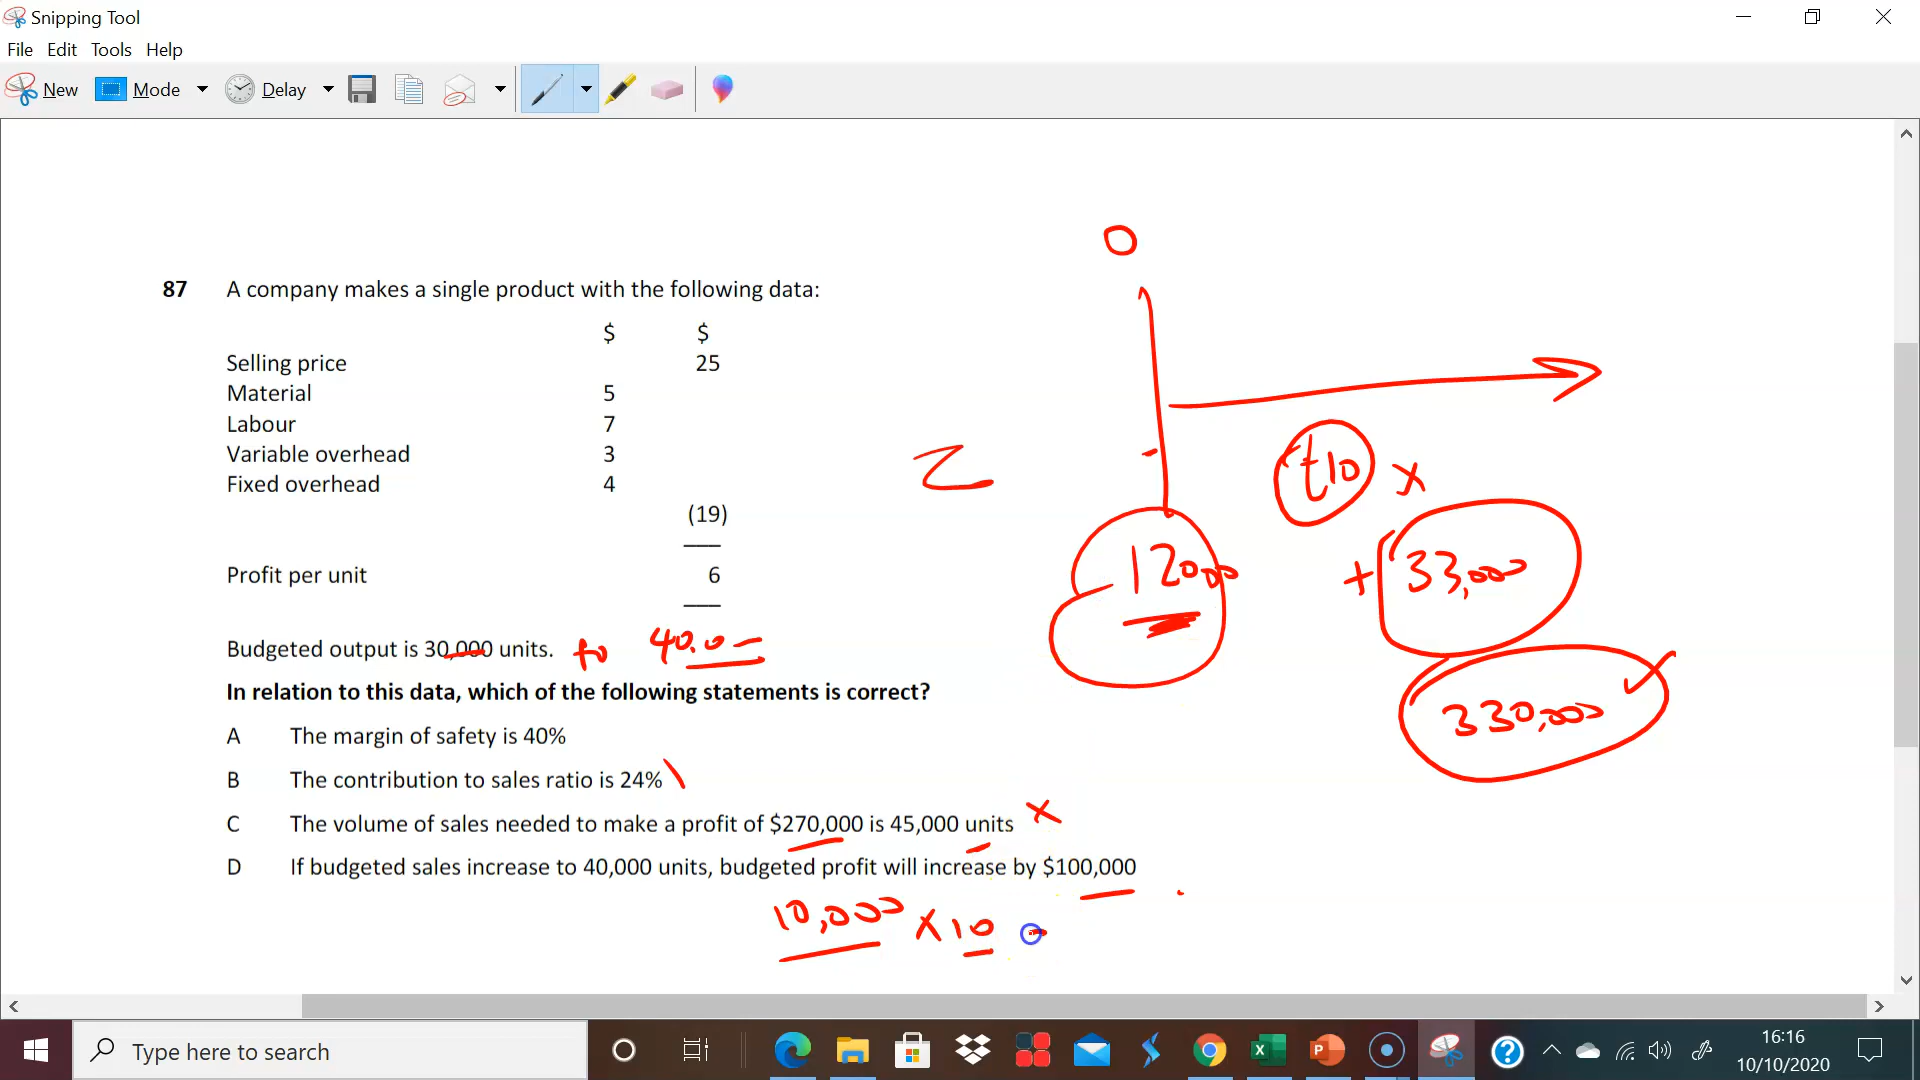 Snipping Tool
File Edit Tools Help
New Mode Delay
87 A company makes a single product with the following data:
$ $
Selling price 25
Material 5
Labour 7
Variable overhead 3
Fixed overhead 4
(19)
Profit per unit 6
Budgeted output is 30,000 units. to 40.0
In relation to this data, which of the following statements is correct?
A The margin of safety is 40%
B The contribution to sales ratio is 24%
C The volume of sales needed to make a profit of $270,000 is 45,000 units X
D If budgeted sales increase to 40,000 units, budgeted profit will increase by $100,000
10,000 X 10
0
+10 X
12000
+ 33,000
330,000
Type here to search
16:16
10/10/2020